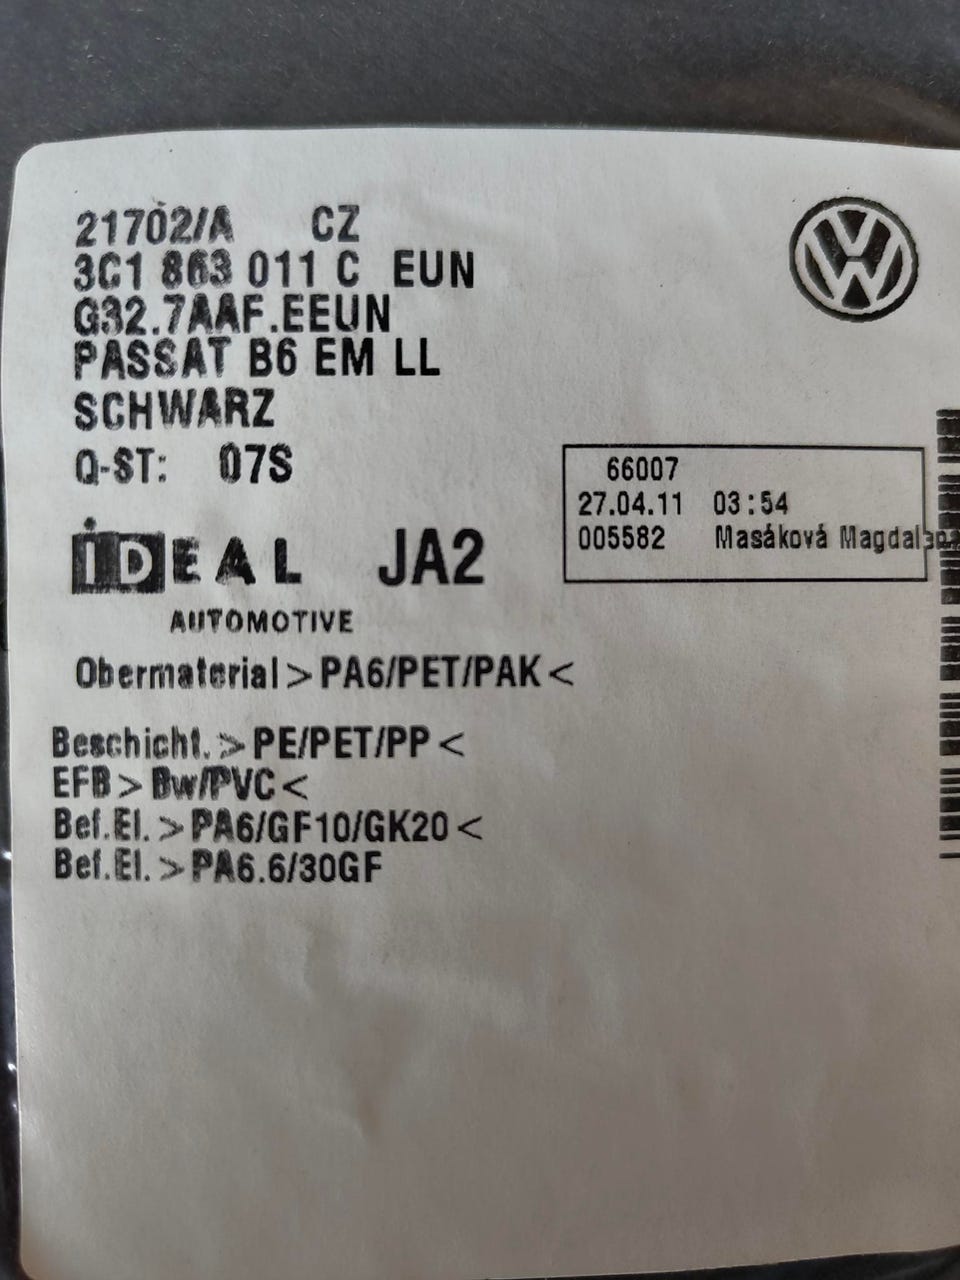 21702/A CZ
3C1 863 011 C EUN
G32.7AAF.EEUN
PASSAT B6 EM LL
SCHWARZ
Q-ST: 07S
66007
27.04.11 03:54
005582 Masáková Magdalena
iDEAL JA2
AUTOMOTIVE
Obermaterial>PA6/PET/PAK<
Beschicht.>PE/PET/PP<
EFB>Bw/PVC<
Bef.El.>PA6/GF10/GK20<
Bef.El.>PA6.6/30GF